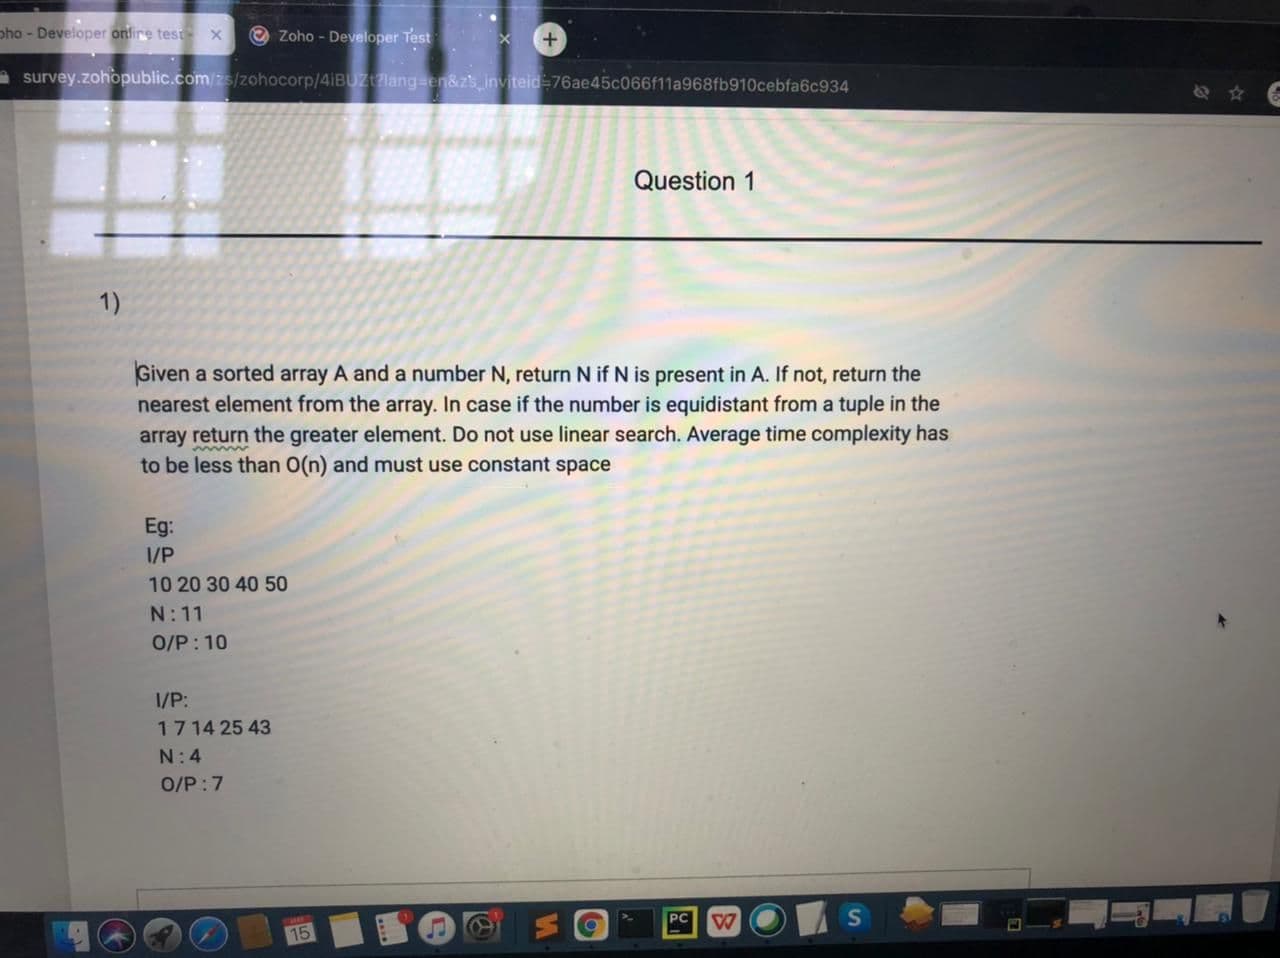 oho - Developer online test -
Zoho - Developer Test
survey.zohopublic.com/zs/zohocorp/4iBUZt?lang=en&zs_inviteid=76ae45c066f11a968fb910cebfa6c934
Question 1
1)
Given a sorted array A and a number N, return N if N is present in A. If not, return the
nearest element from the array. In case if the number is equidistant from a tuple in the
array return the greater element. Do not use linear search. Average time complexity has
to be less than O(n) and must use constant space
Eg:
I/P
10 20 30 40 50
N : 11
O/P : 10
I/P:
1 7 14 25 43
N : 4
O/P : 7
15
1
1
PC
W
S